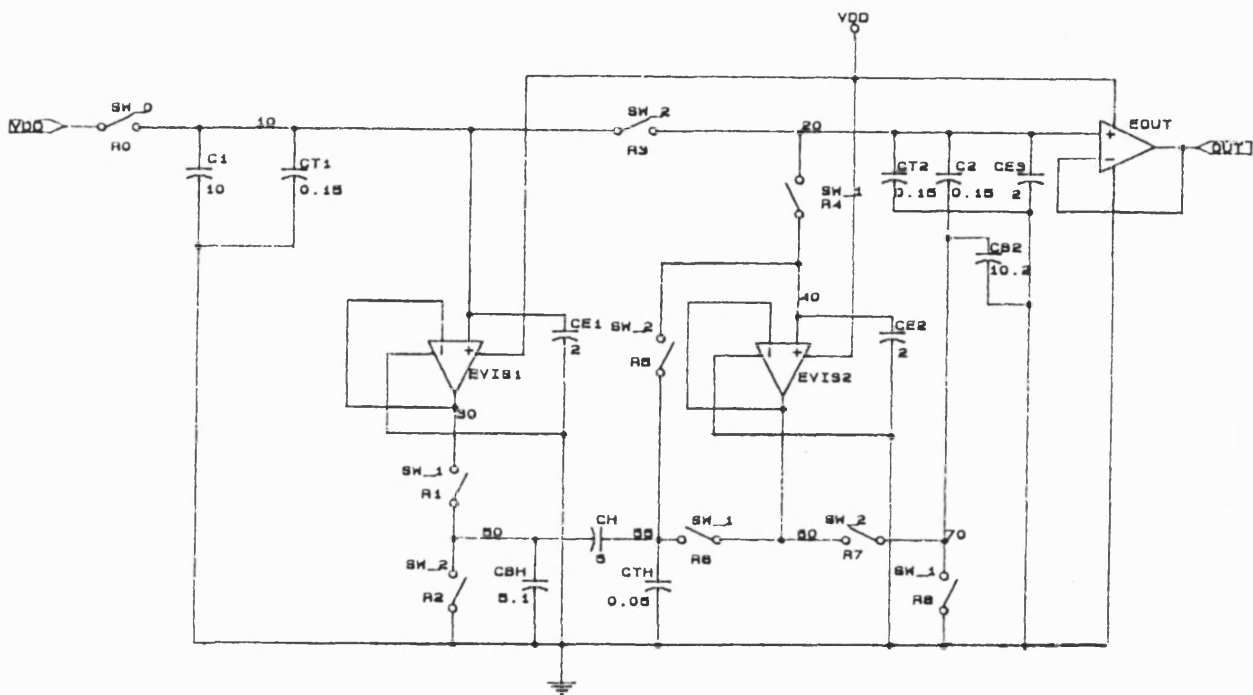 VDD
SW_0
SW_2
VDD
10
20
EOUT
OUT
R0
R3
C1
CT1
10
0.15
SW_1
R4
CT2
C2
CE3
0.15
0.15
2
CB2
10.2
40
CE1
2
SW_2
R5
CE2
2
EVIS1
EVIS2
30
SW_1
R1
CH
SW_1
SW_2
50
55
60
70
5
R6
R7
SW_2
R2
CBH
5.1
CTH
0.05
SW_1
R8